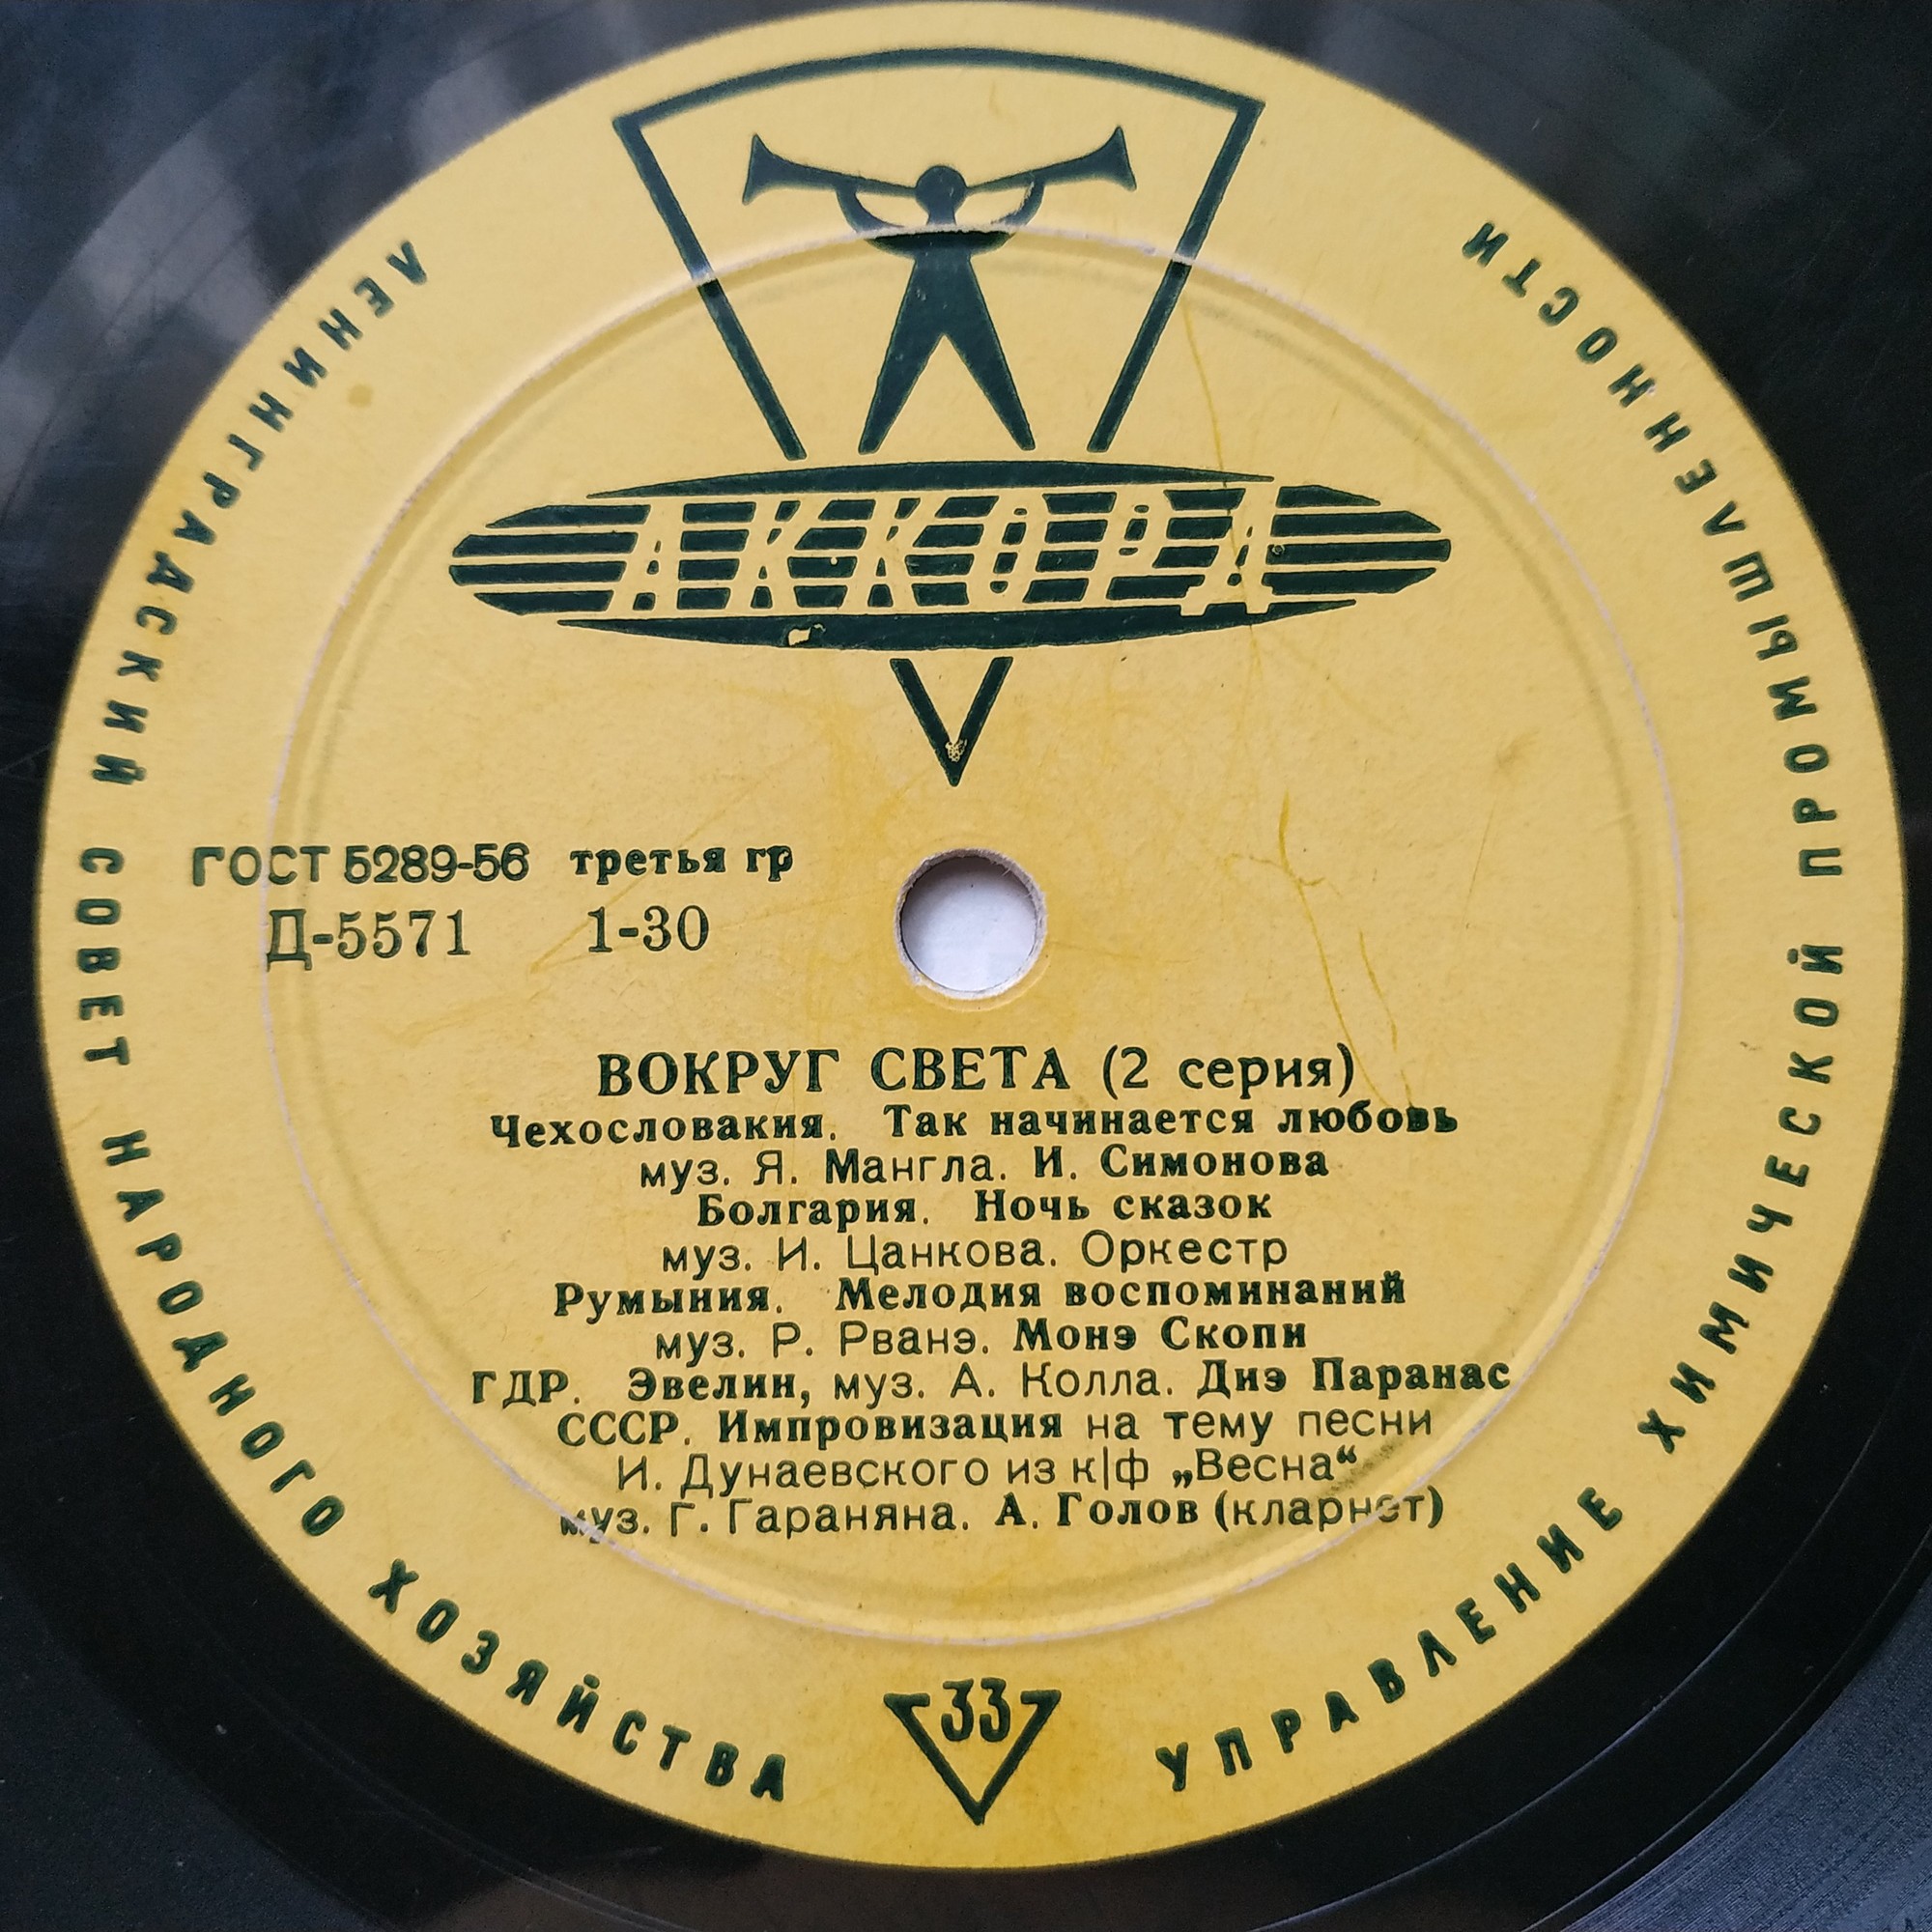 АККОРД
ЛЕНИНГРАДСКИЙ СОВЕТ НАРОДНОГО ХОЗЯЙСТВА
УПРАВЛЕНИЕ ХИМИЧЕСКОЙ ПРОМЫШЛЕННОСТИ
ГОСТ 5289-56 третья гр
Д-5571 1-30
ВОКРУГ СВЕТА (2 серия)
Чехословакия. Так начинается любовь
муз. Я. Мангла. И. Симонова
Болгария. Ночь сказок
муз. И. Цанкова. Оркестр
Румыния. Мелодия воспоминаний
муз. Р. Рванэ. Монэ Скопи
ГДР. Эвелин, муз. А. Колла. Диэ Паранас
СССР. Импровизация на тему песни
И. Дунаевского из к|ф „Весна“
муз. Г. Гараняна. А. Голов (кларнет)
33